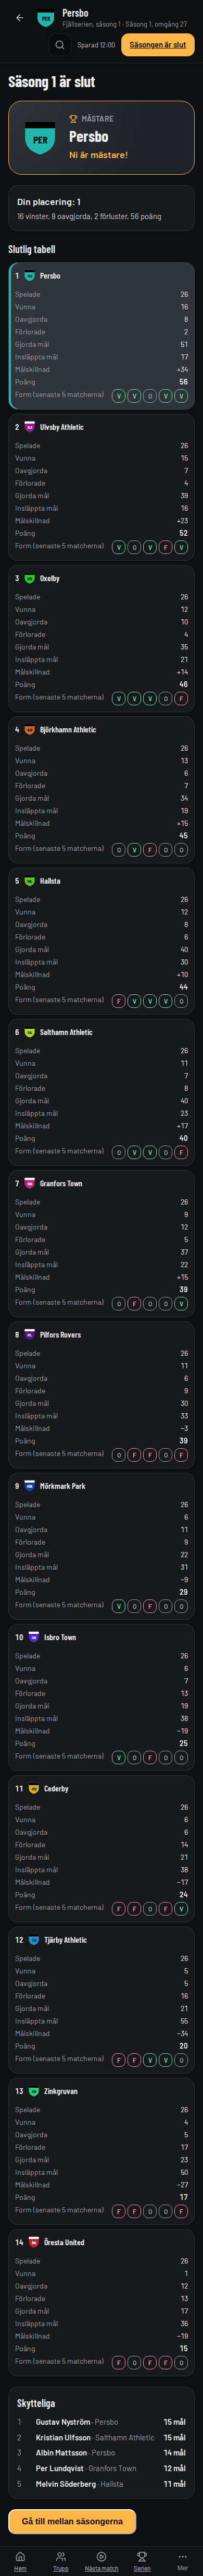 Persbo
Fjällserien, säsong 1 · Säsong 1, omgång 27
Sparad 12:00
Säsongen är slut
Säsong 1 är slut
PER
MÄSTARE
Persbo
Ni är mästare!
Din placering: 1
16 vinster, 8 oavgjorda, 2 förluster, 56 poäng
Slutlig tabell
1 Persbo
Spelade 26
Vunna 16
Oavgjorda 8
Förlorade 2
Gjorda mål 51
Insläppta mål 17
Målskillnad +34
Poäng 56
Form (senaste 5 matcherna) V V O V V
2 Ulvsby Athletic
Spelade 26
Vunna 15
Oavgjorda 7
Förlorade 4
Gjorda mål 39
Insläppta mål 16
Målskillnad +23
Poäng 52
Form (senaste 5 matcherna) V O V F V
3 Oxelby
Spelade 26
Vunna 12
Oavgjorda 10
Förlorade 4
Gjorda mål 35
Insläppta mål 21
Målskillnad +14
Poäng 46
Form (senaste 5 matcherna) V V V O F
4 Björkhamn Athletic
Spelade 26
Vunna 13
Oavgjorda 6
Förlorade 7
Gjorda mål 34
Insläppta mål 19
Målskillnad +15
Poäng 45
Form (senaste 5 matcherna) O V F O O
5 Hallsta
Spelade 26
Vunna 12
Oavgjorda 8
Förlorade 6
Gjorda mål 40
Insläppta mål 30
Målskillnad +10
Poäng 44
Form (senaste 5 matcherna) F V V V O
6 Salthamn Athletic
Spelade 26
Vunna 11
Oavgjorda 7
Förlorade 8
Gjorda mål 40
Insläppta mål 23
Målskillnad +17
Poäng 40
Form (senaste 5 matcherna) O V V O F
7 Granfors Town
Spelade 26
Vunna 9
Oavgjorda 12
Förlorade 5
Gjorda mål 37
Insläppta mål 22
Målskillnad +15
Poäng 39
Form (senaste 5 matcherna) O F O O V
8 Pilfors Rovers
Spelade 26
Vunna 11
Oavgjorda 6
Förlorade 9
Gjorda mål 30
Insläppta mål 33
Målskillnad −3
Poäng 39
Form (senaste 5 matcherna) O F F O F
9 Mörkmark Park
Spelade 26
Vunna 6
Oavgjorda 11
Förlorade 9
Gjorda mål 22
Insläppta mål 31
Målskillnad −9
Poäng 29
Form (senaste 5 matcherna) V O F O O
10 Isbro Town
Spelade 26
Vunna 6
Oavgjorda 7
Förlorade 13
Gjorda mål 19
Insläppta mål 38
Målskillnad −19
Poäng 25
Form (senaste 5 matcherna) V O F O O
11 Cederby
Spelade 26
Vunna 6
Oavgjorda 6
Förlorade 14
Gjorda mål 21
Insläppta mål 38
Målskillnad −17
Poäng 24
Form (senaste 5 matcherna) F F O F V
12 Tjärby Athletic
Spelade 26
Vunna 5
Oavgjorda 5
Förlorade 16
Gjorda mål 21
Insläppta mål 55
Målskillnad −34
Poäng 20
Form (senaste 5 matcherna) F F V V O
13 Zinkgruvan
Spelade 26
Vunna 4
Oavgjorda 5
Förlorade 17
Gjorda mål 23
Insläppta mål 50
Målskillnad −27
Poäng 17
Form (senaste 5 matcherna) F F O O F
14 Öresta United
Spelade 26
Vunna 1
Oavgjorda 12
Förlorade 13
Gjorda mål 17
Insläppta mål 36
Målskillnad −19
Poäng 15
Form (senaste 5 matcherna) F O F F O
Skytteliga
1 Gustav Nyström · Persbo 15 mål
2 Kristian Ulfsson · Salthamn Athletic 15 mål
3 Albin Mattsson · Persbo 14 mål
4 Per Lundqvist · Granfors Town 12 mål
5 Melvin Söderberg · Hallsta 11 mål
Gå till mellan säsongerna
Hem Trupp Nästa match Serien Mer